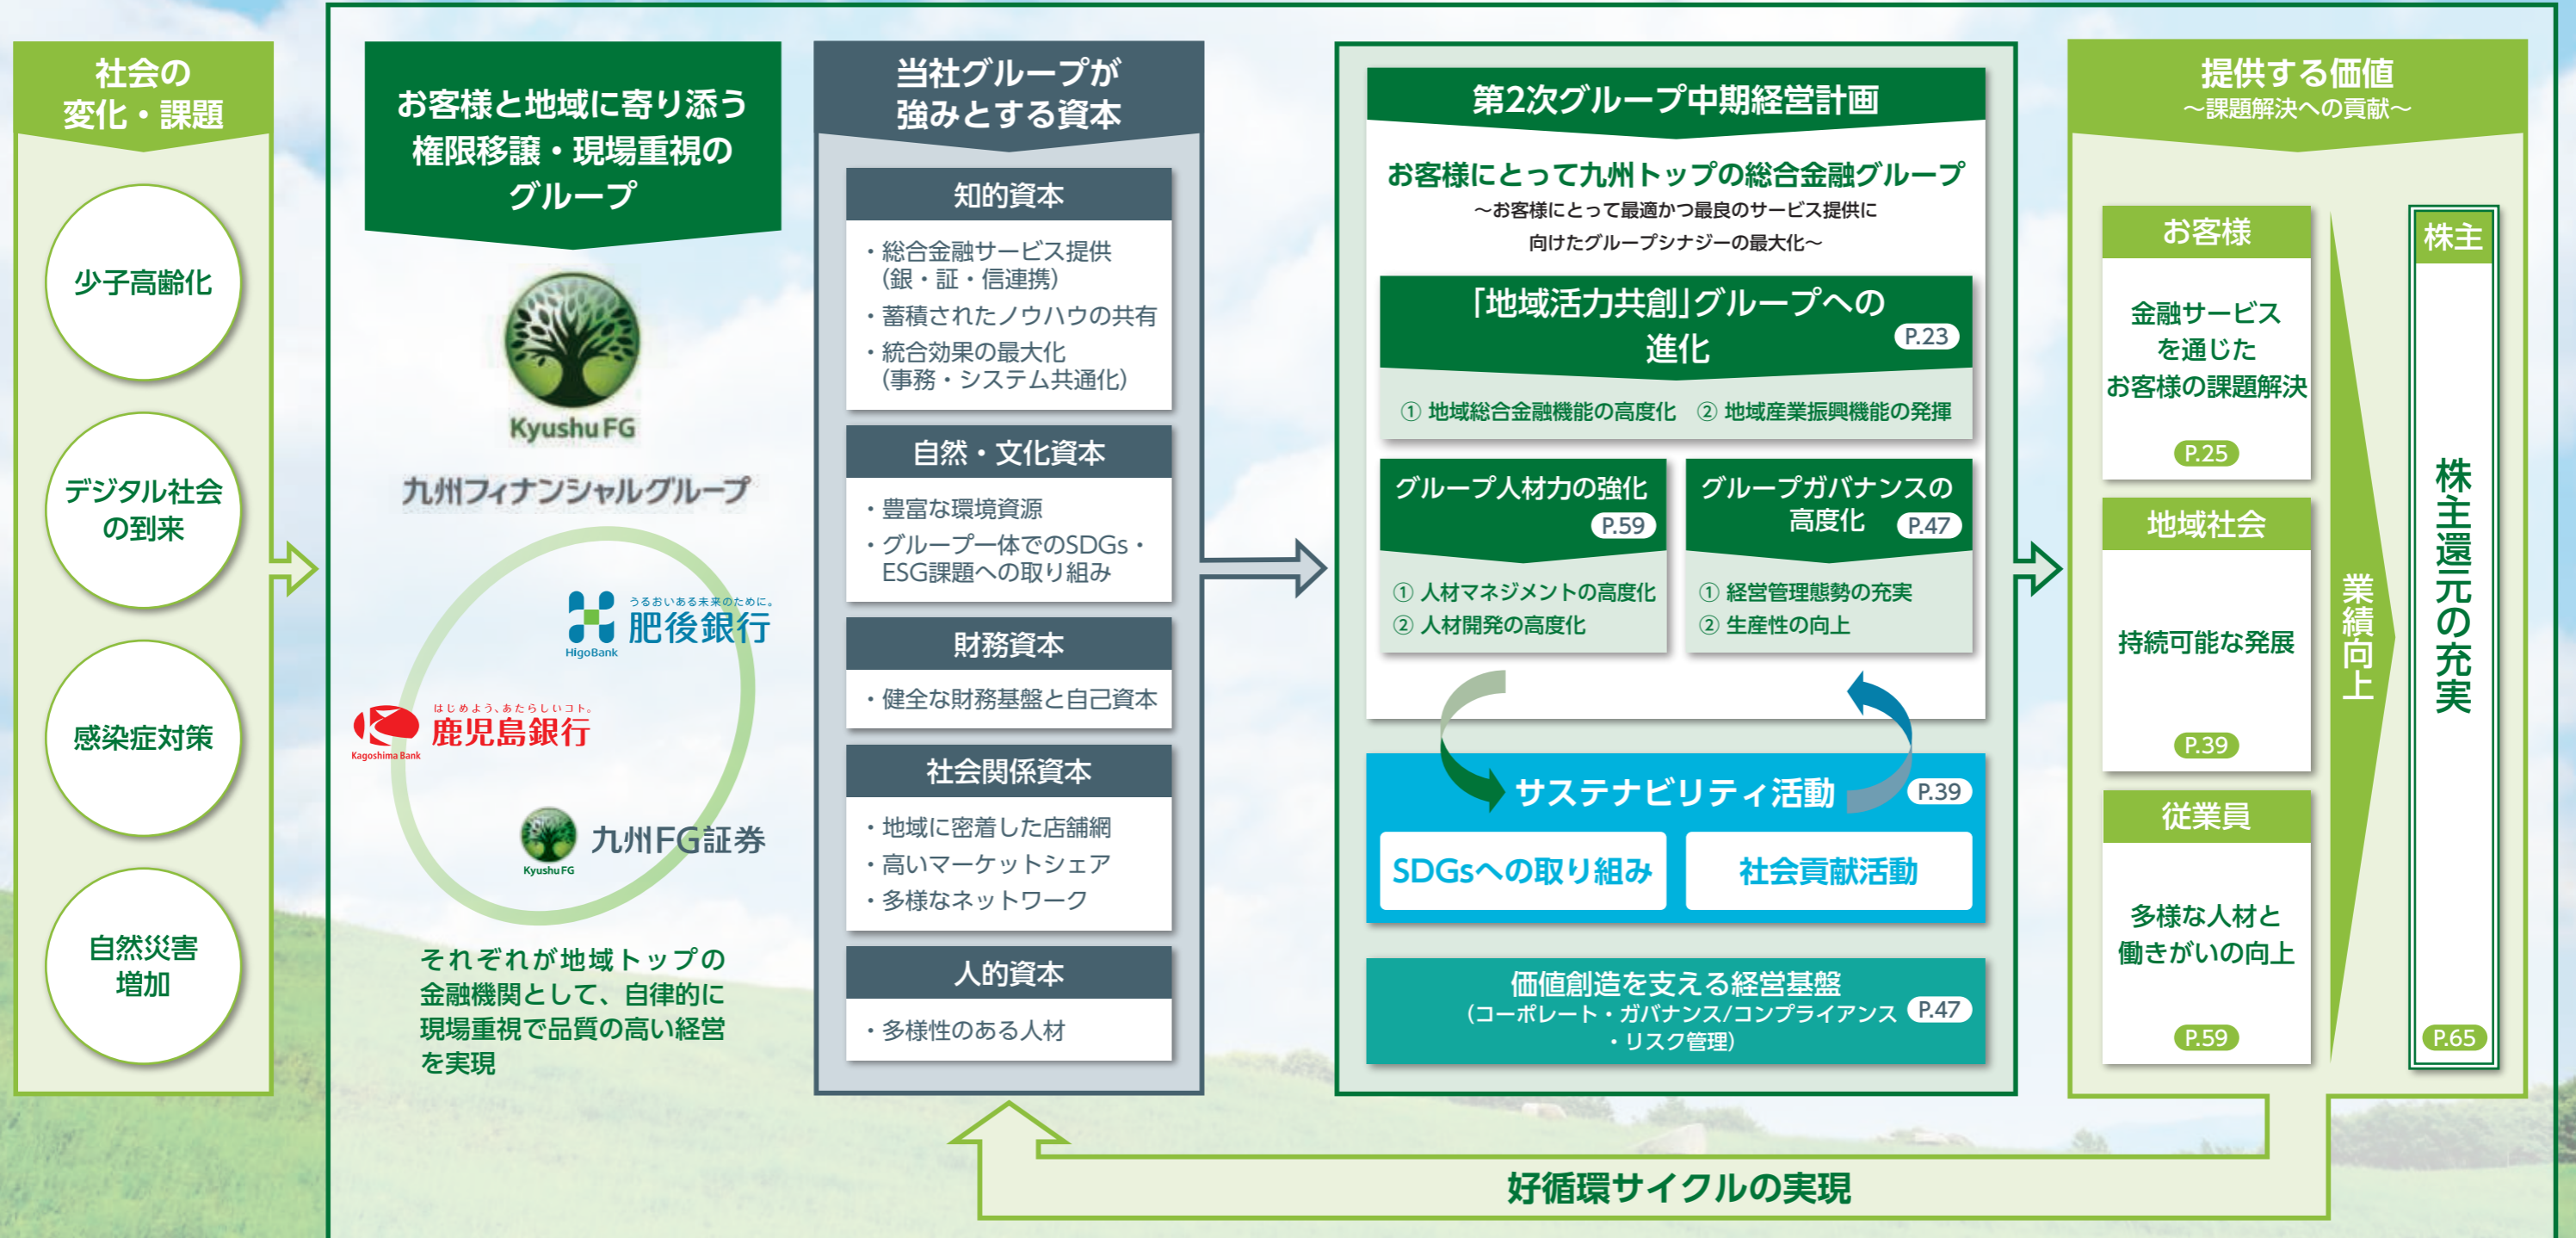 社会の
変化・課題
少子高齢化
デジタル社会
の到来
感染症対策
自然災害
増加
お客様と地域に寄り添う
権限移譲・現場重視の
グループ
Kyushu FG
九州フィナンシャルグループ
うるおいある未来のために。
肥後銀行
HigoBank
はじめよう、あたらしいコト。
鹿児島銀行
Kagoshima Bank
九州FG証券
Kyushu FG
それぞれが地域トップの
金融機関として、自律的に
現場重視で品質の高い経営
を実現
当社グループが
強みとする資本
知的資本
・総合金融サービス提供
(銀・証・信連携)
・蓄積されたノウハウの共有
・統合効果の最大化
(事務・システム共通化)
自然・文化資本
・豊富な環境資源
・グループ一体でのSDGs・
ESG課題への取り組み
財務資本
・健全な財務基盤と自己資本
社会関係資本
・地域に密着した店舗網
・高いマーケットシェア
・多様なネットワーク
人的資本
・多様性のある人材
第2次グループ中期経営計画
お客様にとって九州トップの総合金融グループ
～お客様にとって最適かつ最良のサービス提供に
向けたグループシナジーの最大化～
「地域活力共創」グループへの
進化 P.23
① 地域総合金融機能の高度化 ② 地域産業振興機能の発揮
グループ人材力の強化
P.59
① 人材マネジメントの高度化
② 人材開発の高度化
グループガバナンスの
高度化 P.47
① 経営管理態勢の充実
② 生産性の向上
サステナビリティ活動 P.39
SDGsへの取り組み 社会貢献活動
価値創造を支える経営基盤
(コーポレート・ガバナンス/コンプライアンス P.47
・リスク管理)
提供する価値
～課題解決への貢献～
お客様
金融サービス
を通じた
お客様の課題解決
P.25
地域社会
持続可能な発展
P.39
従業員
多様な人材と
働きがいの向上
P.59
業績向上
株主
株主還元の充実
P.65
好循環サイクルの実現